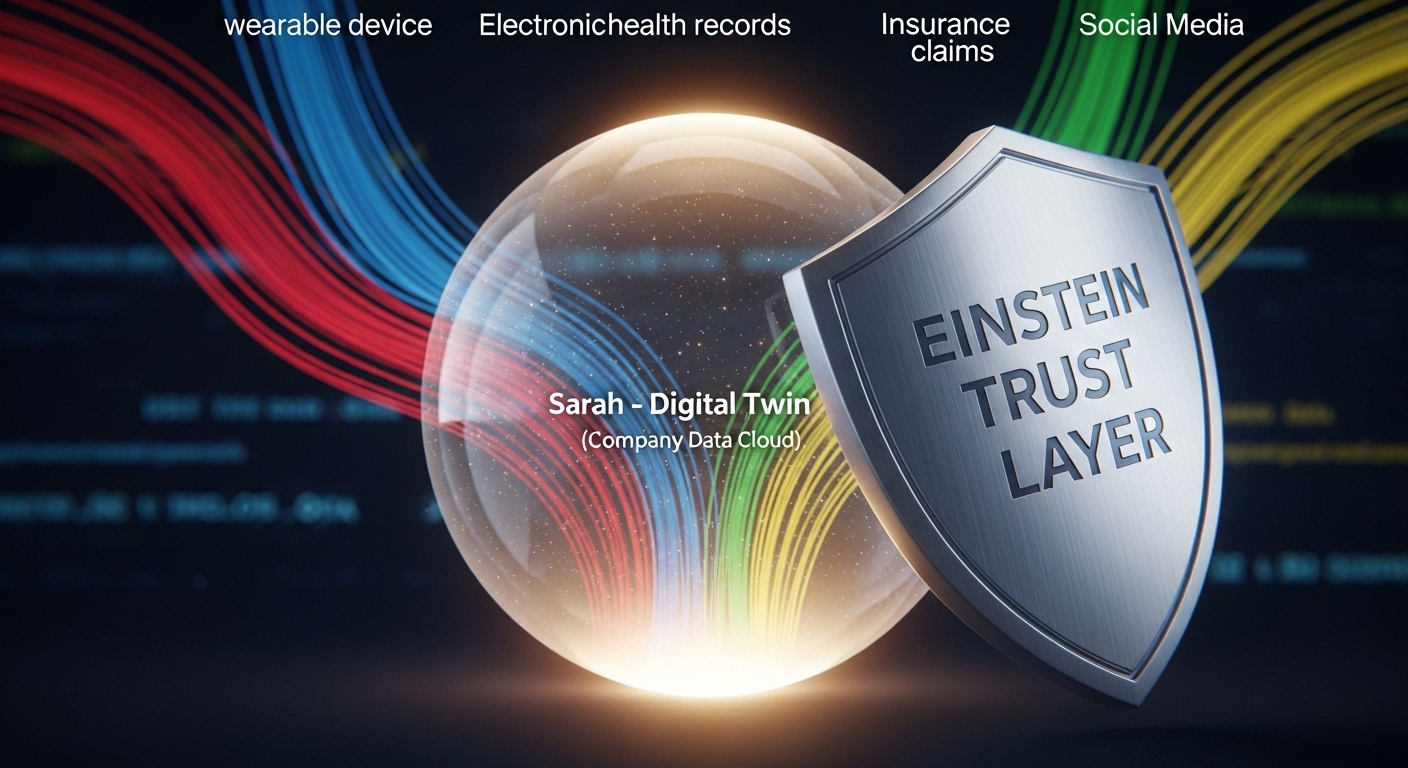 wearable device
Electronichealth records
Insurance
claims
Social Media
Sarah - Digital Twin
(Company Data Cloud)
EINSTEIN
TRUST
LAYER